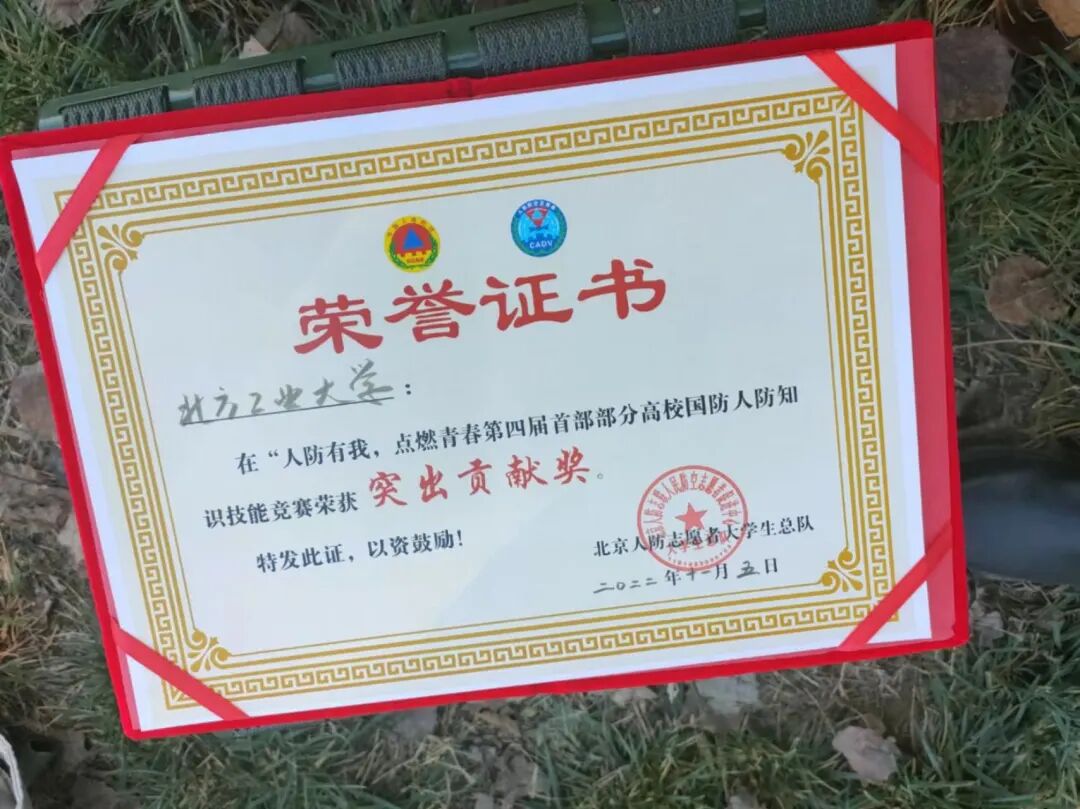 CADV
荣誉证书
北方工业大学：
在“人防有我，点燃青春第四届首部部分高校国防人防知
识技能竞赛荣获 突出贡献奖。
特发此证，以资鼓励！
北京人防志愿者大学生总队
二〇二二年十一月五日